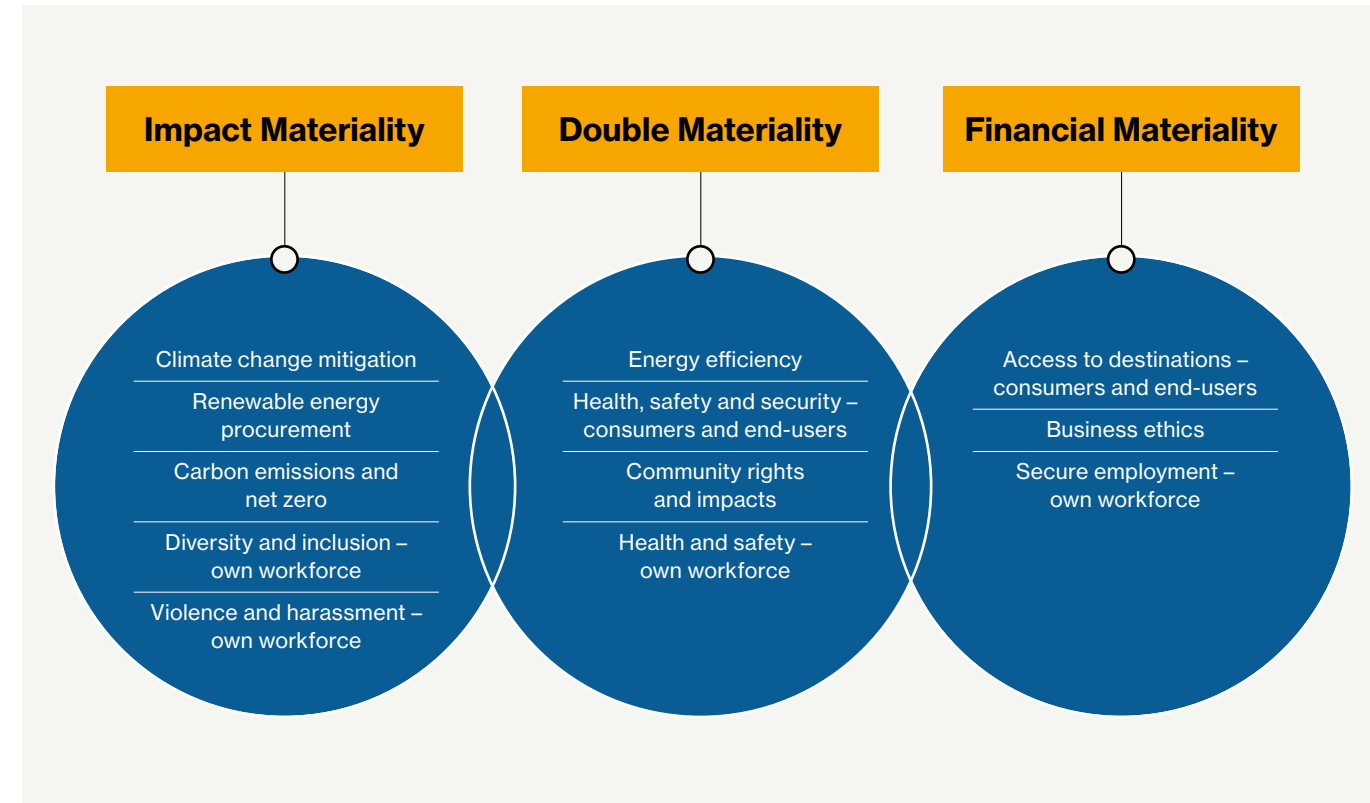 Impact Materiality
Double Materiality
Financial Materiality
Climate change mitigation
Renewable energy
procurement
Carbon emissions and
net zero
Diversity and inclusion –
own workforce
Violence and harassment –
own workforce
Energy efficiency
Health, safety and security –
consumers and end-users
Community rights
and impacts
Health and safety –
own workforce
Access to destinations –
consumers and end-users
Business ethics
Secure employment –
own workforce